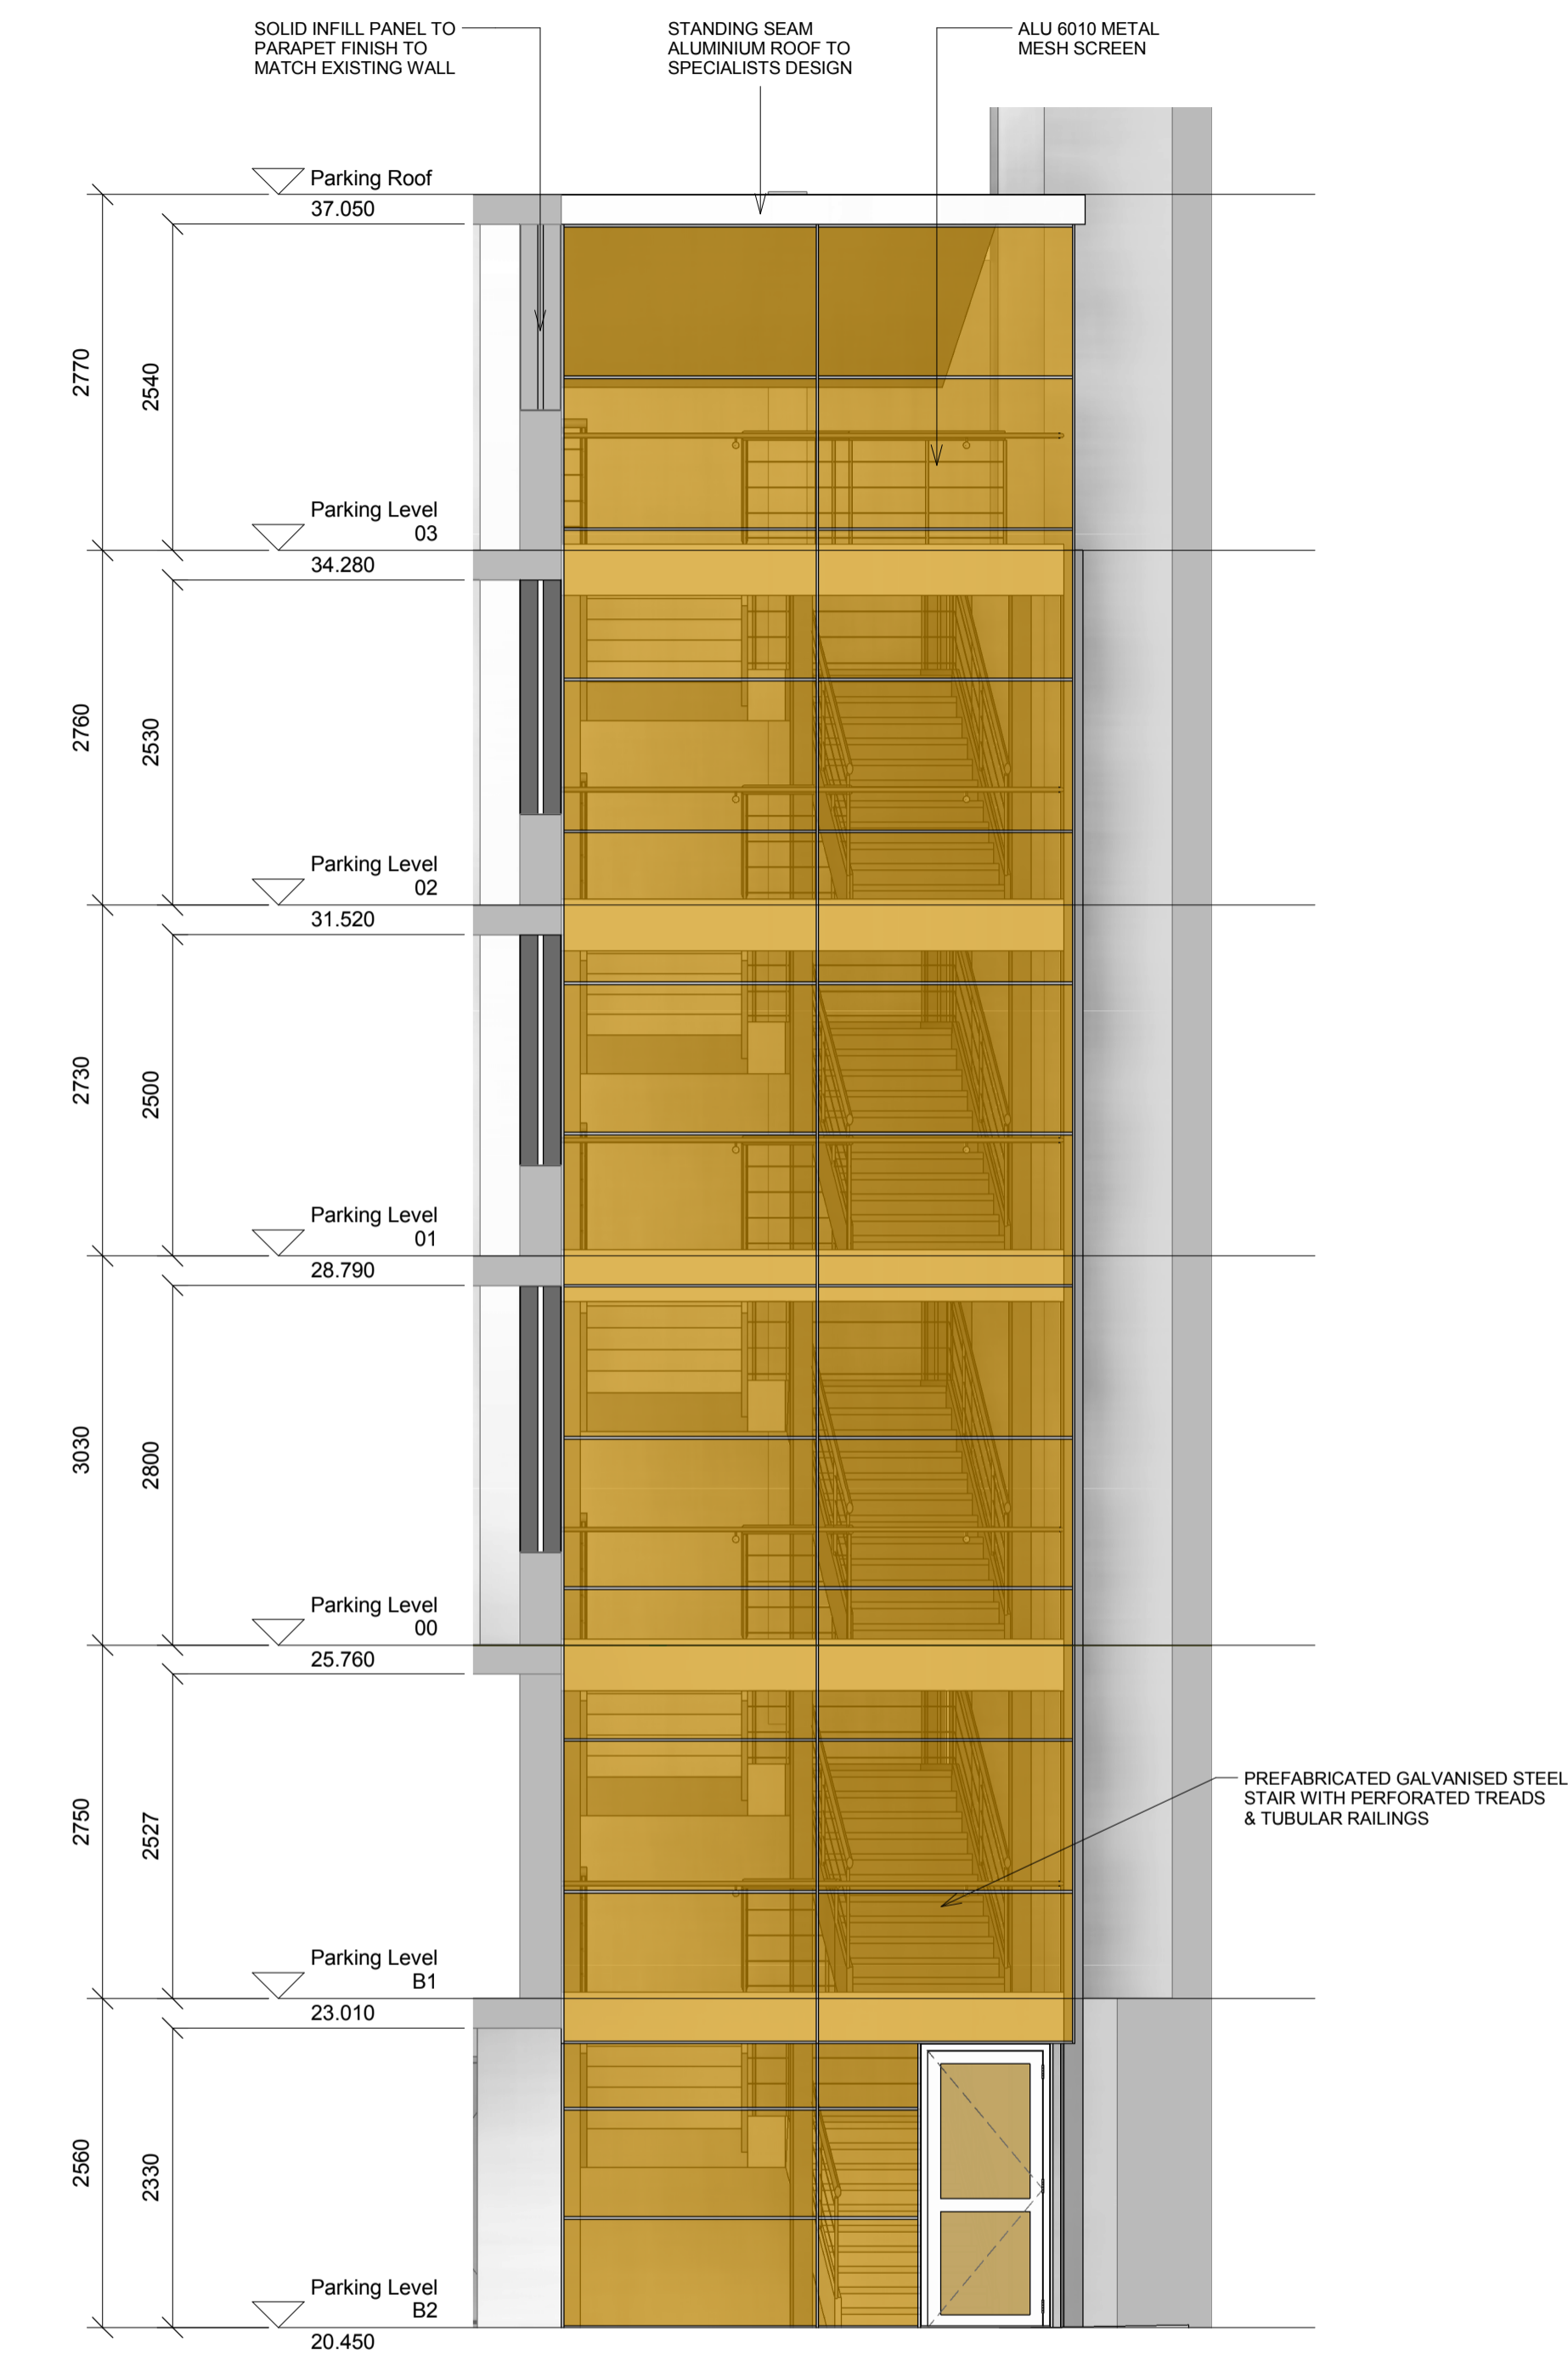 SOLID INFILL PANEL TO
PARAPET FINISH TO
MATCH EXISTING WALL
STANDING SEAM
ALUMINIUM ROOF TO
SPECIALISTS DESIGN
ALU 6010 METAL
MESH SCREEN
Parking Roof
37.050
2770
2540
Parking Level
03
34.280
2760
2530
Parking Level
02
31.520
2730
2500
Parking Level
01
28.790
3030
2800
Parking Level
00
25.760
PREFABRICATED GALVANISED STEEL
STAIR WITH PERFORATED TREADS
& TUBULAR RAILINGS
2750
2527
Parking Level
B1
23.010
2560
2330
Parking Level
B2
20.450